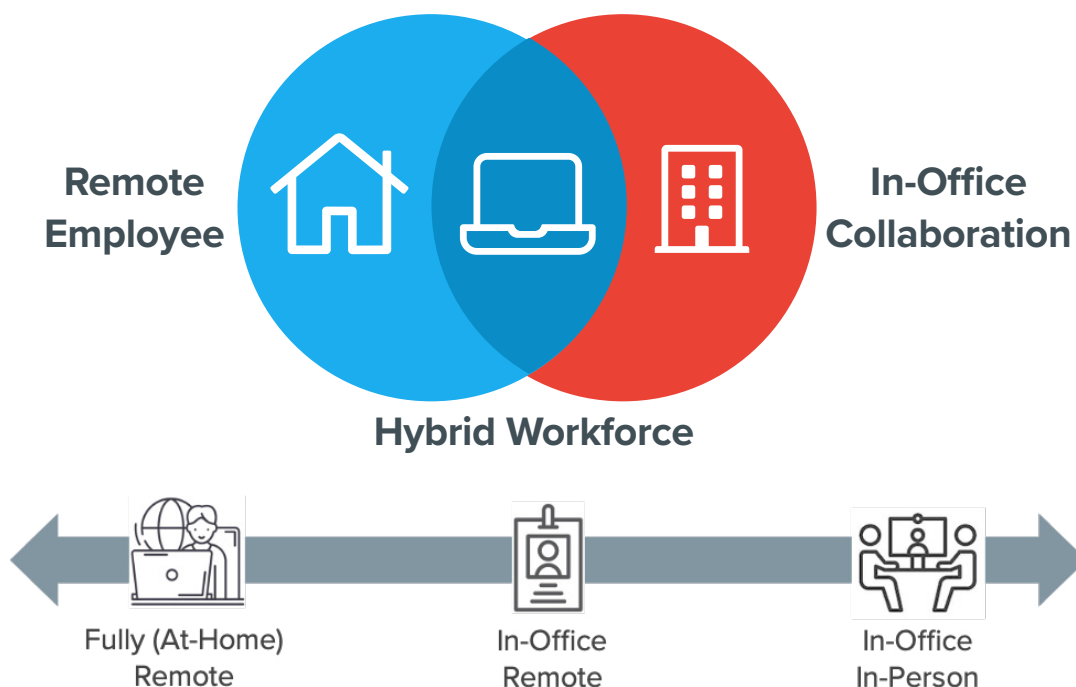 Remote
Employee
In-Office
Collaboration
Hybrid Workforce
Fully (At-Home)
Remote
In-Office
Remote
In-Office
In-Person